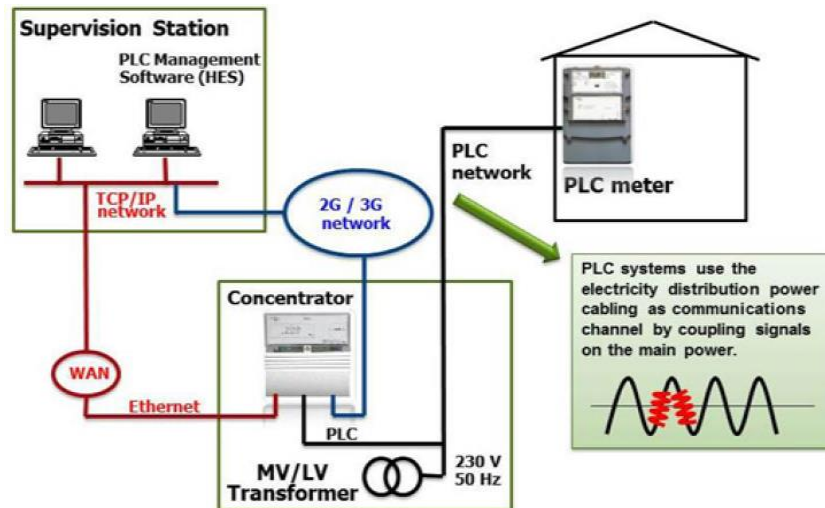 Supervision Station
PLC Management
Software (HES)
TCP/IP
network
2G / 3G
network
PLC
network
PLC meter
PLC systems use the
electricity distribution power
cabling as communications
channel by coupling signals
on the main power.
Concentrator
WAN
Ethernet
PLC
MV/LV
Transformer
230 V
50 Hz